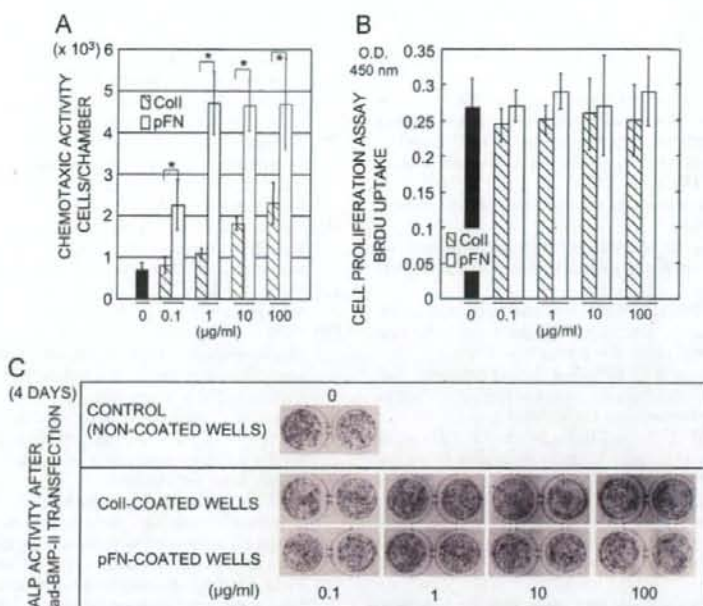 A
(x 10³)
CHEMOTAXIC ACTIVITY
CELLS/CHAMBER
6
5
4
3
2
1
* * * *
Coll
pFN
0 0.1 1 10 100
(µg/ml)
B
O.D.
450 nm
CELL PROLIFERATION ASSAY
BRDU UPTAKE
0.35
0.3
0.25
0.2
0.15
0.1
0.05
0
Coll
pFN
0 0.1 1 10 100
(µg/ml)
C
(4 DAYS)
ALP ACTIVITY AFTER
ad-BMP-II TRANSFECTION
0
CONTROL
(NON-COATED WELLS)
Coll-COATED WELLS
pFN-COATED WELLS
(µg/ml) 0.1 1 10 100